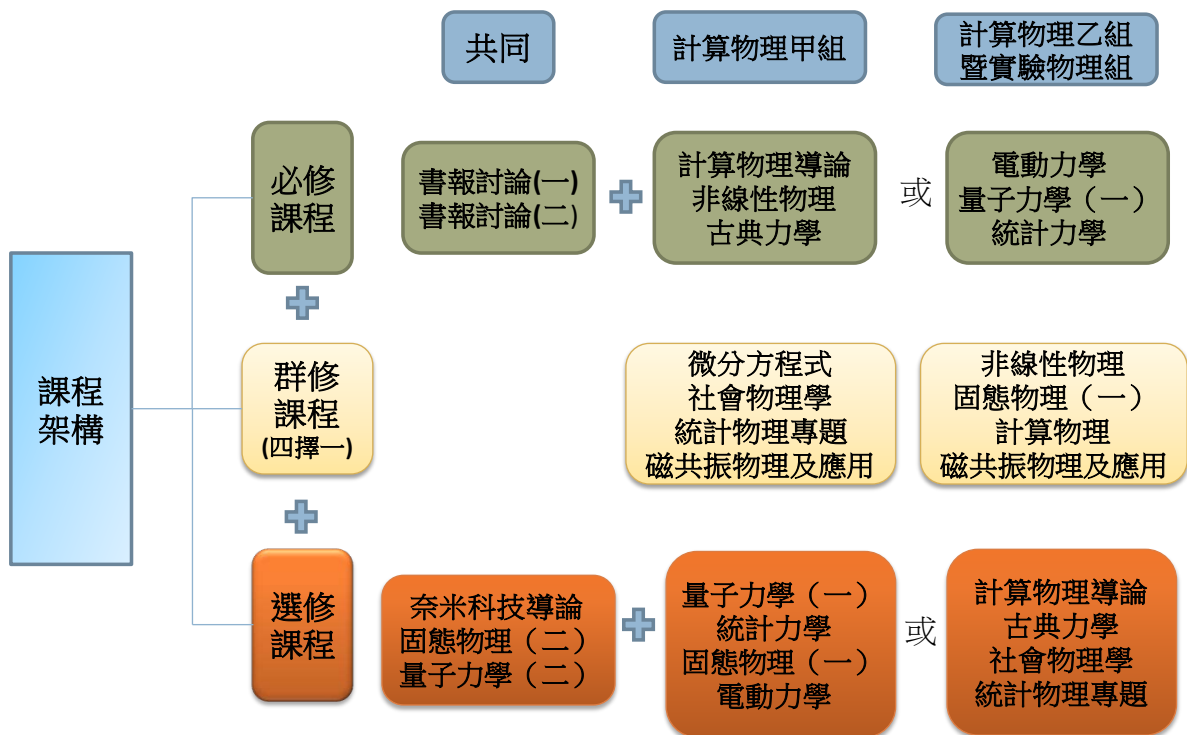 共同
計算物理甲組
計算物理乙組
暨實驗物理組
課程
架構
必修
課程
書報討論(一)
書報討論(二)
計算物理導論
非線性物理
古典力學
或
電動力學
量子力學（一）
統計力學
群修
課程
(四擇一)
微分方程式
社會物理學
統計物理專題
磁共振物理及應用
非線性物理
固態物理（一）
計算物理
磁共振物理及應用
選修
課程
奈米科技導論
固態物理（二）
量子力學（二）
量子力學（一）
統計力學
固態物理（一）
電動力學
或
計算物理導論
古典力學
社會物理學
統計物理專題